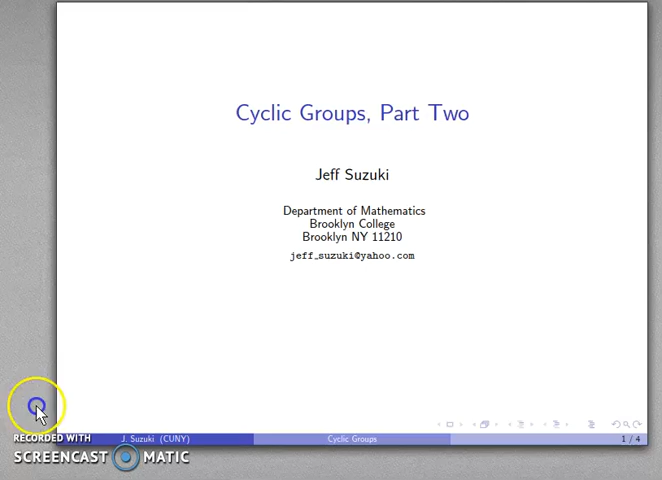 Cyclic Groups, Part Two
Jeff Suzuki
Department of Mathematics
Brooklyn College
Brooklyn NY 11210
jeff_suzuki@yahoo.com
J. Suzuki (CUNY) Cyclic Groups 1 / 4
RECORDED WITH
SCREENCAST MATIC